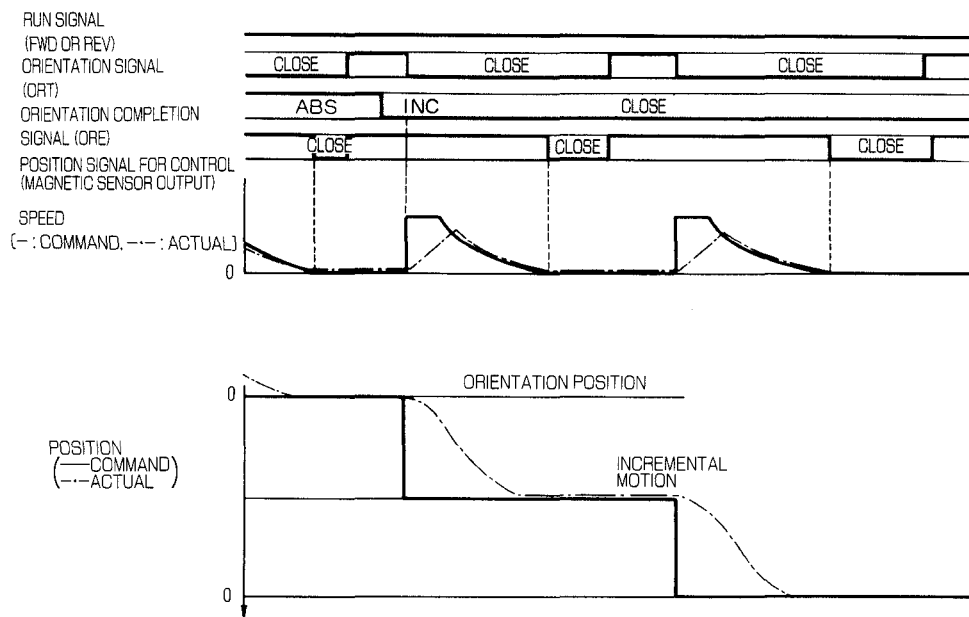 RUN SIGNAL
(FWD OR REV)
ORIENTATION SIGNAL
(ORT)
ORIENTATION COMPLETION
SIGNAL (ORE)
POSITION SIGNAL FOR CONTROL
(MAGNETIC SENSOR OUTPUT)
CLOSE CLOSE CLOSE
ABS INC CLOSE
CLOSE CLOSE CLOSE
SPEED
(— : COMMAND, —·— : ACTUAL)
0
0 ORIENTATION POSITION
POSITION
(—— COMMAND)
(—·— ACTUAL)
INCREMENTAL
MOTION
0